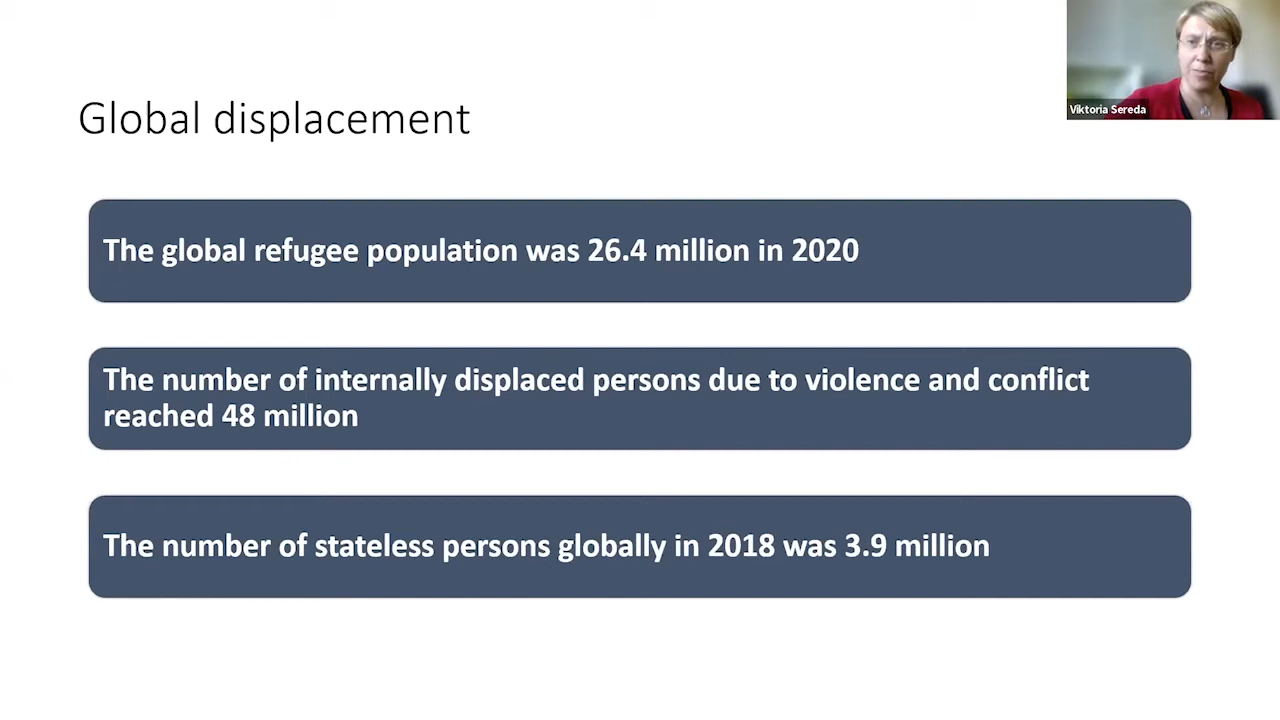 Viktoria Sereda
Global displacement
The global refugee population was 26.4 million in 2020
The number of internally displaced persons due to violence and conflict
reached 48 million
The number of stateless persons globally in 2018 was 3.9 million